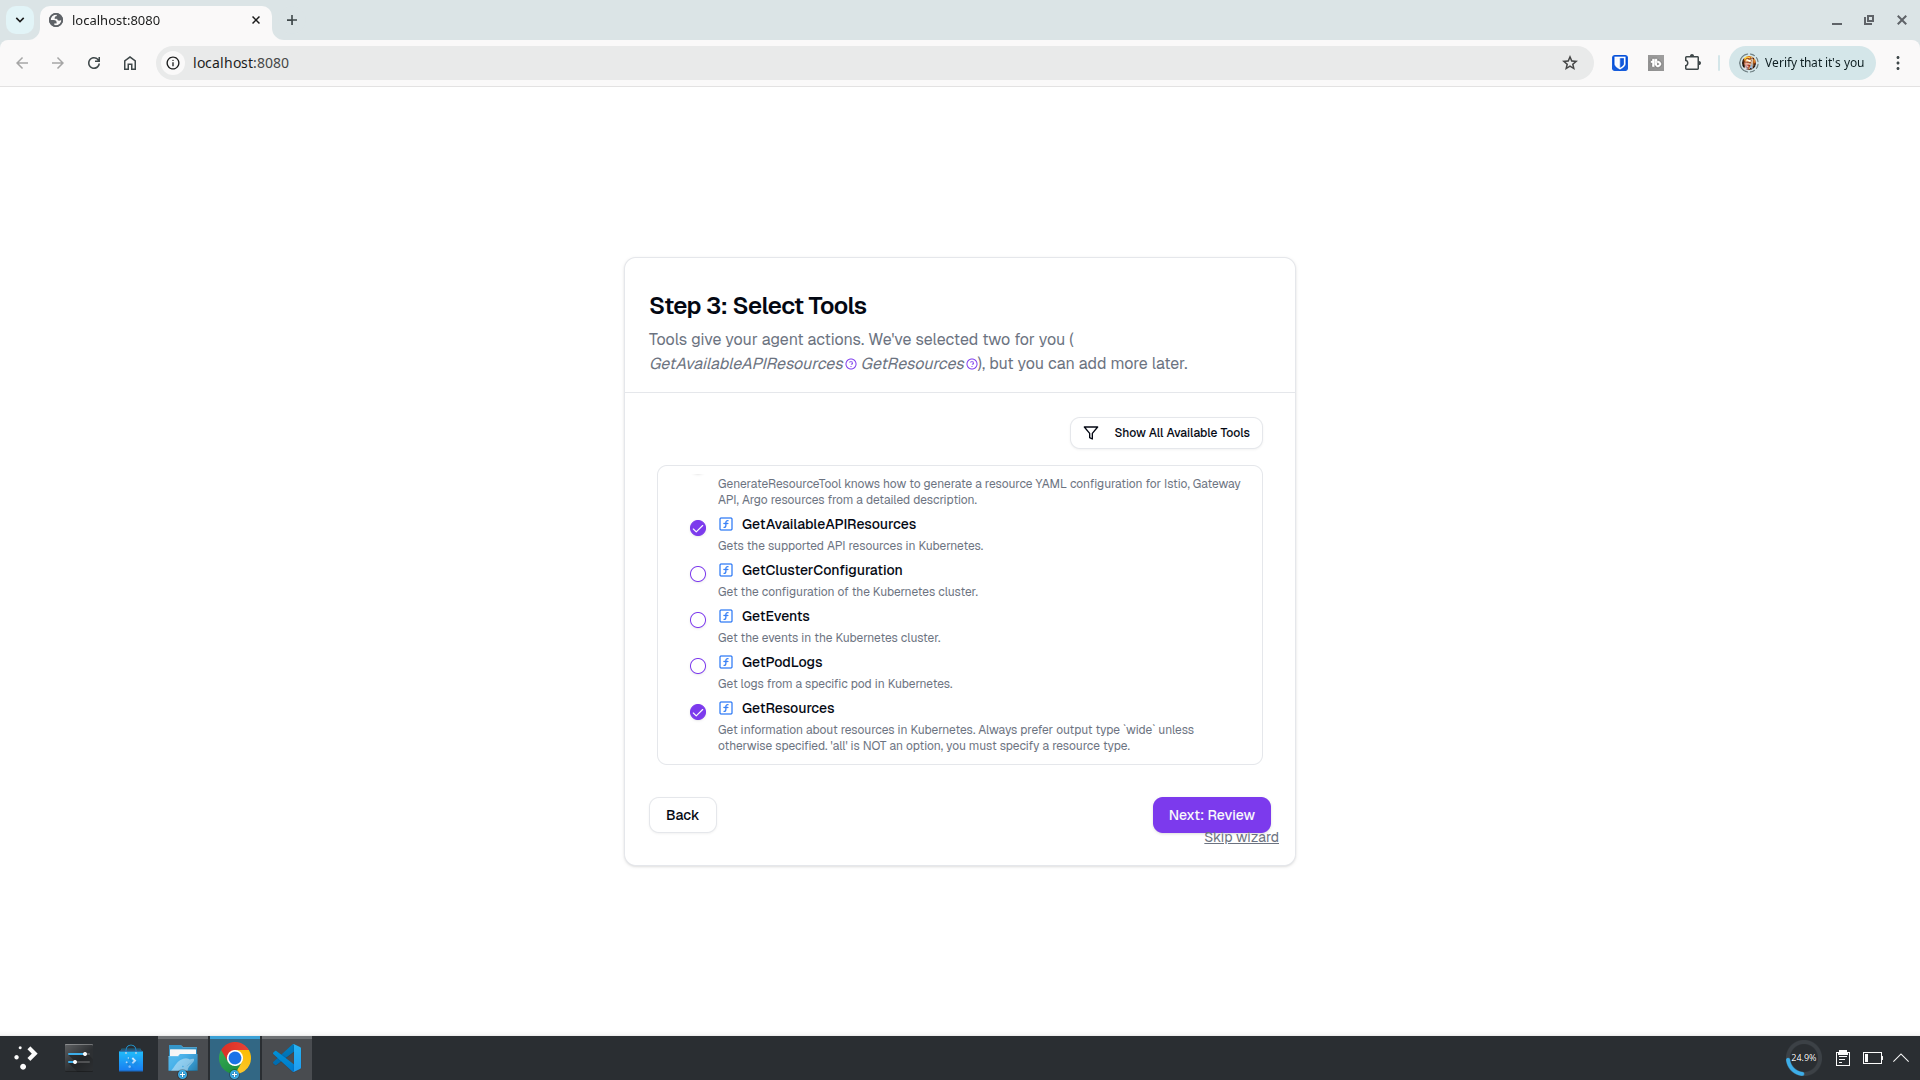 localhost:8080
localhost:8080
Verify that it's you
Step 3: Select Tools
Tools give your agent actions. We've selected two for you (
GetAvailableAPIResources GetResources), but you can add more later.
Show All Available Tools
GenerateResourceTool knows how to generate a resource YAML configuration for Istio, Gateway
API, Argo resources from a detailed description.
GetAvailableAPIResources
Gets the supported API resources in Kubernetes.
GetClusterConfiguration
Get the configuration of the Kubernetes cluster.
GetEvents
Get the events in the Kubernetes cluster.
GetPodLogs
Get logs from a specific pod in Kubernetes.
GetResources
Get information about resources in Kubernetes. Always prefer output type `wide` unless
otherwise specified. 'all' is NOT an option, you must specify a resource type.
Back
Next: Review
Skip wizard
24.9%